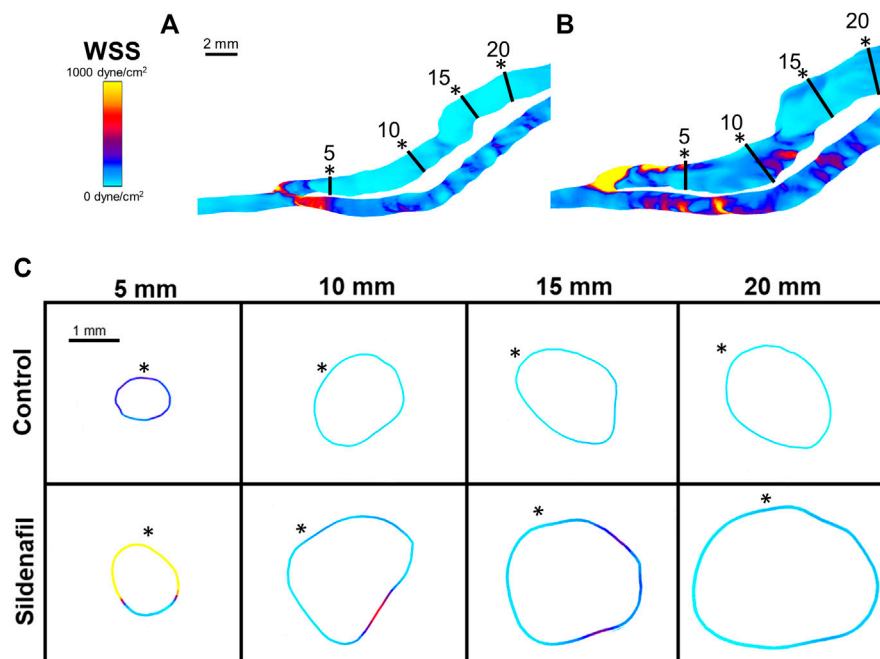 A
B
2 mm
WSS
1000 dyne/cm²
0 dyne/cm²
5
*
10
*
15
*
20
*
5
*
10
*
15
*
20
*
C
5 mm
10 mm
15 mm
20 mm
Control
1 mm
*
*
*
*
Sildenafil
*
*
*
*